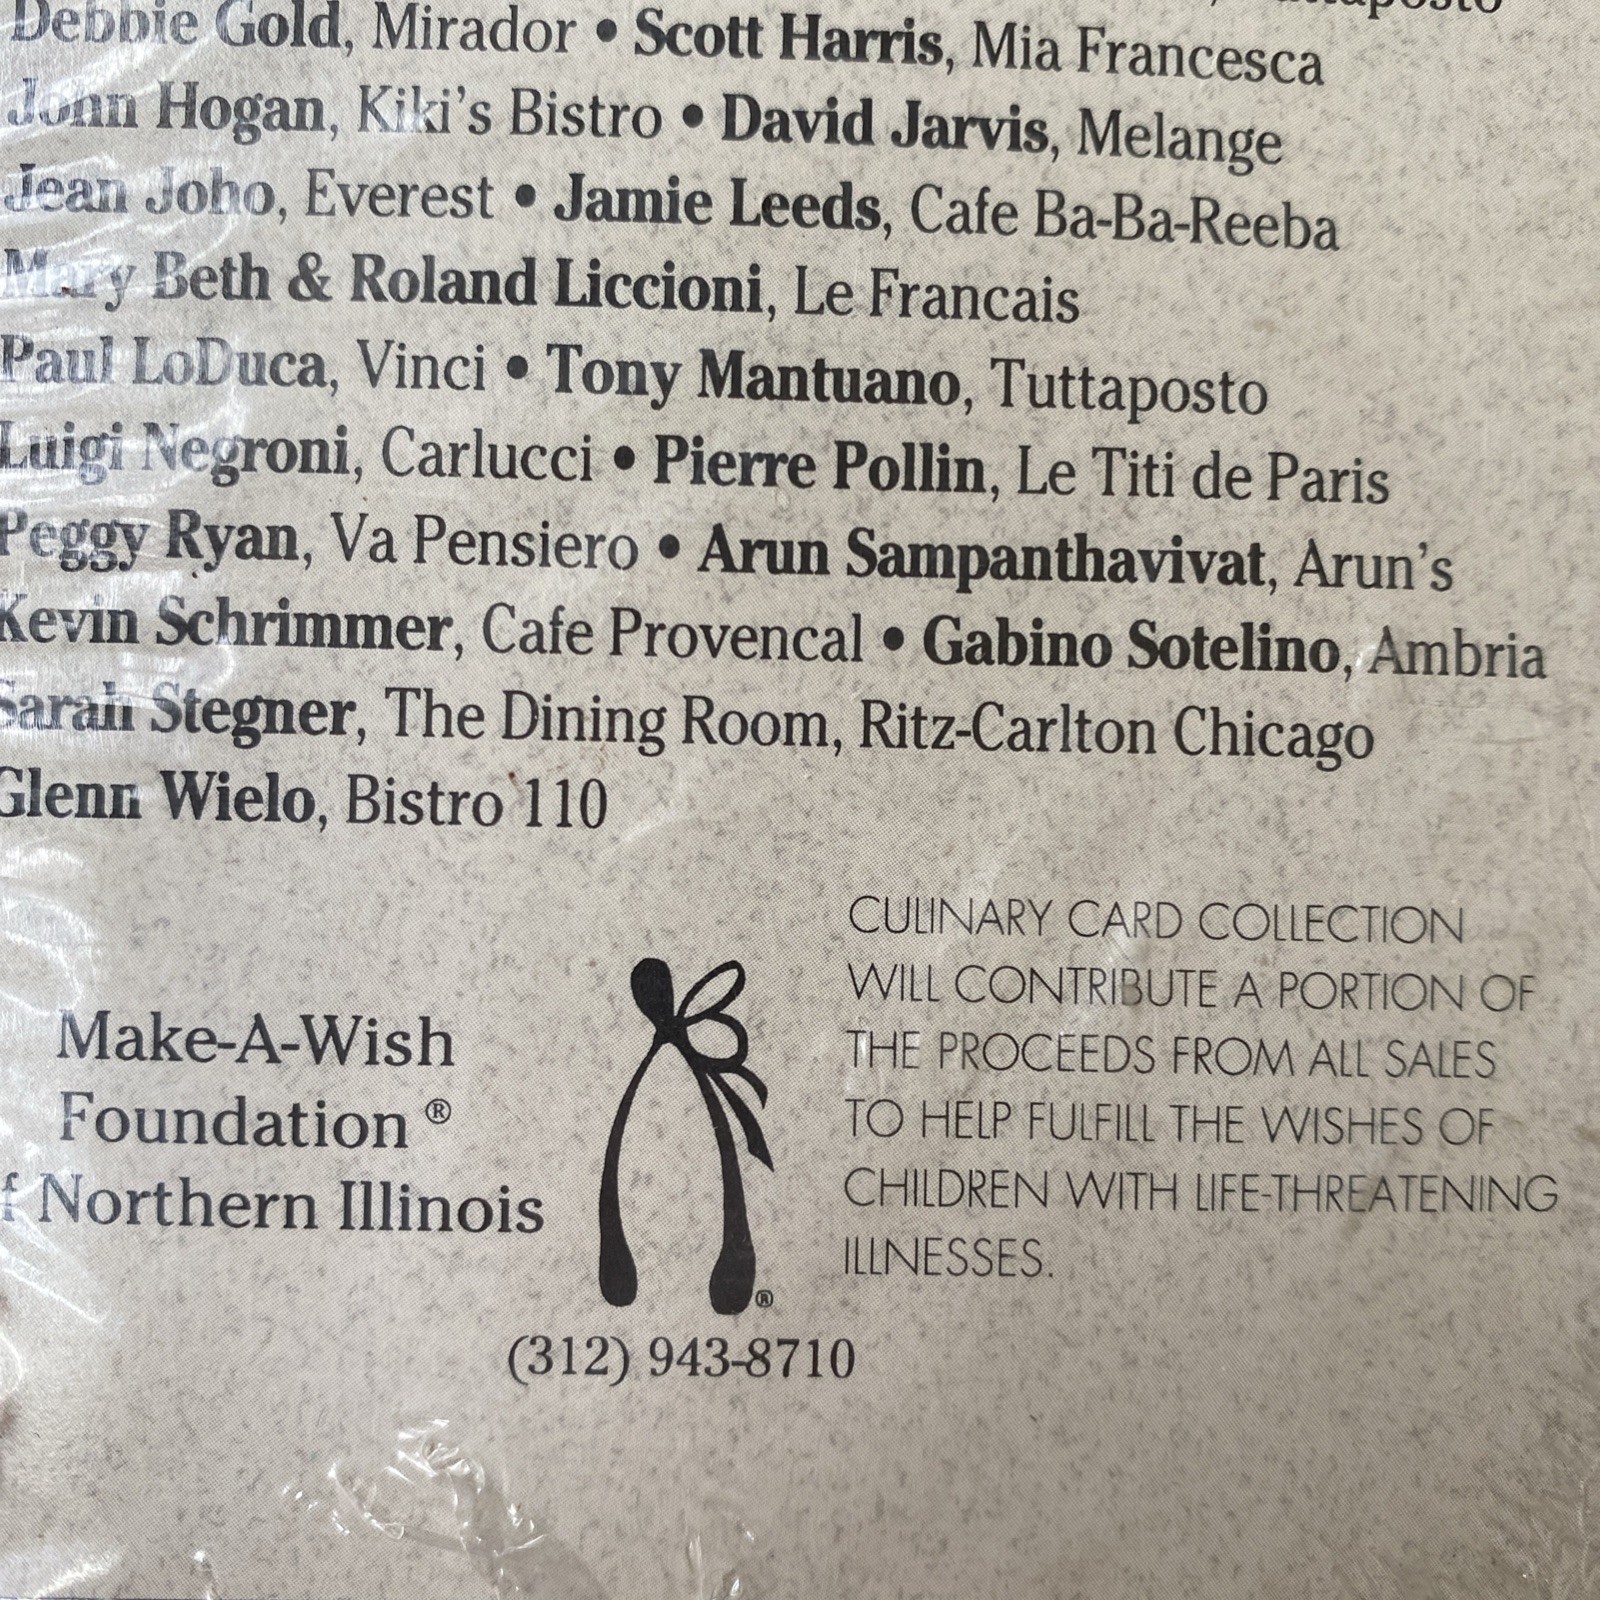 Debbie Gold, Mirador • Scott Harris, Mia Francesca
John Hogan, Kiki's Bistro • David Jarvis, Melange
Jean Joho, Everest • Jamie Leeds, Cafe Ba-Ba-Reeba
Mary Beth & Roland Liccioni, Le Francais
Paul LoDuca, Vinci • Tony Mantuano, Tuttaposto
Luigi Negroni, Carlucci • Pierre Pollin, Le Titi de Paris
Peggy Ryan, Va Pensiero • Arun Sampanthavivat, Arun's
Kevin Schrimmer, Cafe Provencal • Gabino Sotelino, Ambria
Sarah Stegner, The Dining Room, Ritz-Carlton Chicago
Glenn Wielo, Bistro 110
Make-A-Wish
Foundation ®
f Northern Illinois
®
(312) 943-8710
CULINARY CARD COLLECTION
WILL CONTRIBUTE A PORTION OF
THE PROCEEDS FROM ALL SALES
TO HELP FULFILL THE WISHES OF
CHILDREN WITH LIFE-THREATENING
ILLNESSES.